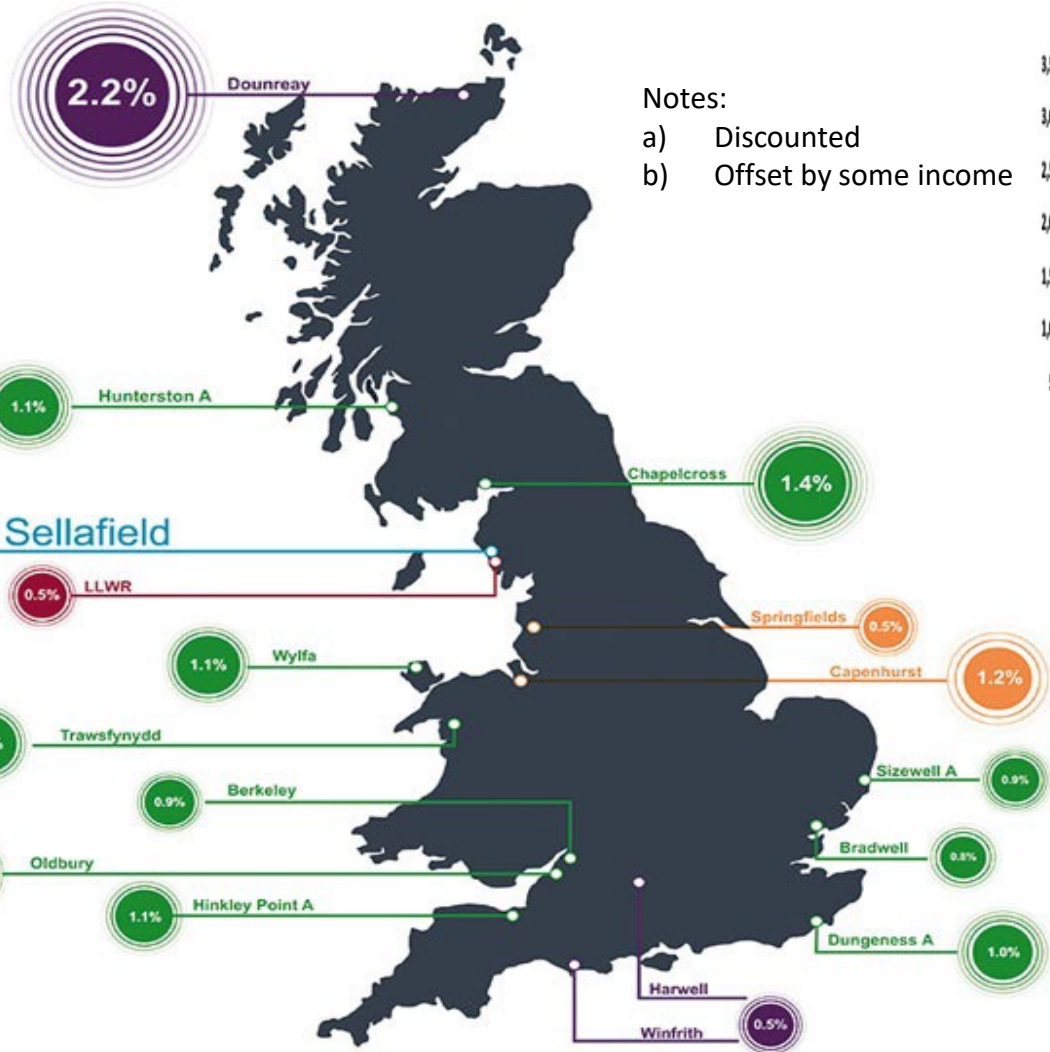 2.2%
Dounreay
Notes:
a) Discounted
b) Offset by some income
1.1%
Hunterston A
Chapelcross
1.4%
Sellafield
0.5%
LLWR
Springfields
0.5%
1.1%
Wylfa
Capenhurst
1.2%
Trawsfynydd
Sizewell A
0.9%
0.9%
Berkeley
Bradwell
0.8%
Oldbury
1.1%
Hinkley Point A
Dungeness A
1.0%
Harwell
Winfrith
0.5%